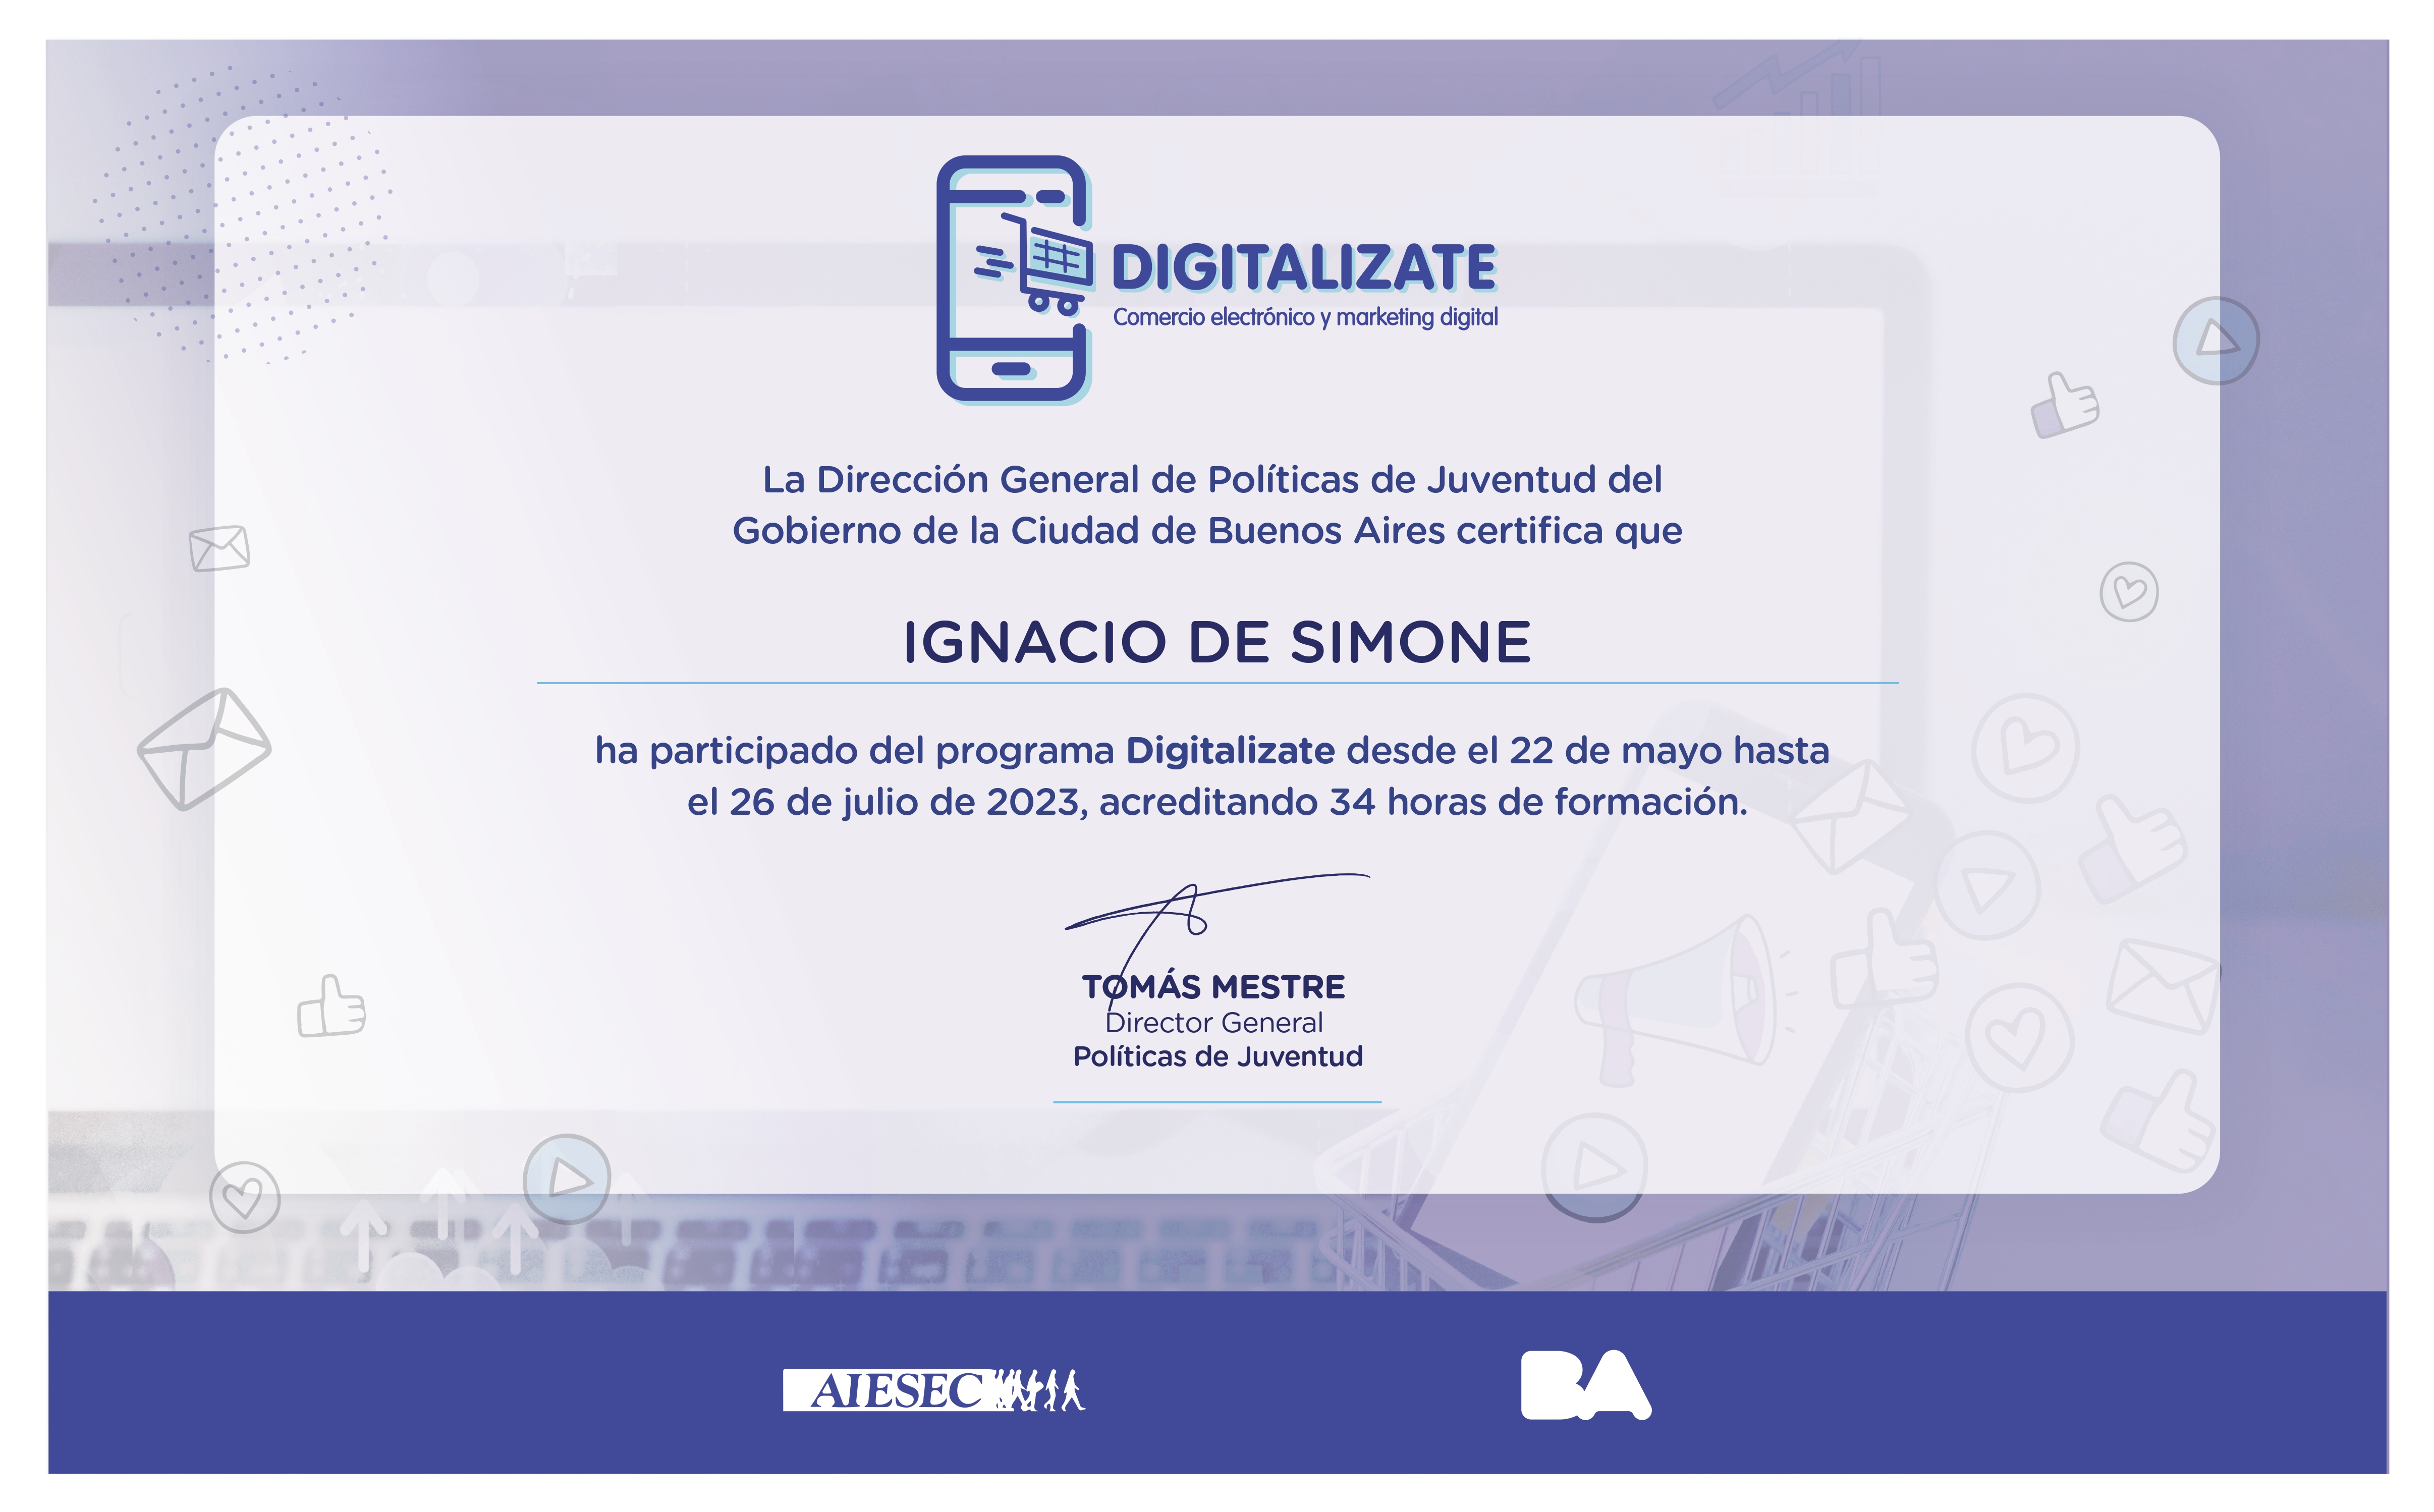 DIGITALIZATE
Comercio electrónico y marketing digital
La Dirección General de Políticas de Juventud del
Gobierno de la Ciudad de Buenos Aires certifica que
IGNACIO DE SIMONE
ha participado del programa Digitalizate desde el 22 de mayo hasta
el 26 de julio de 2023, acreditando 34 horas de formación.
TOMÁS MESTRE
Director General
Políticas de Juventud
AIESEC
BA